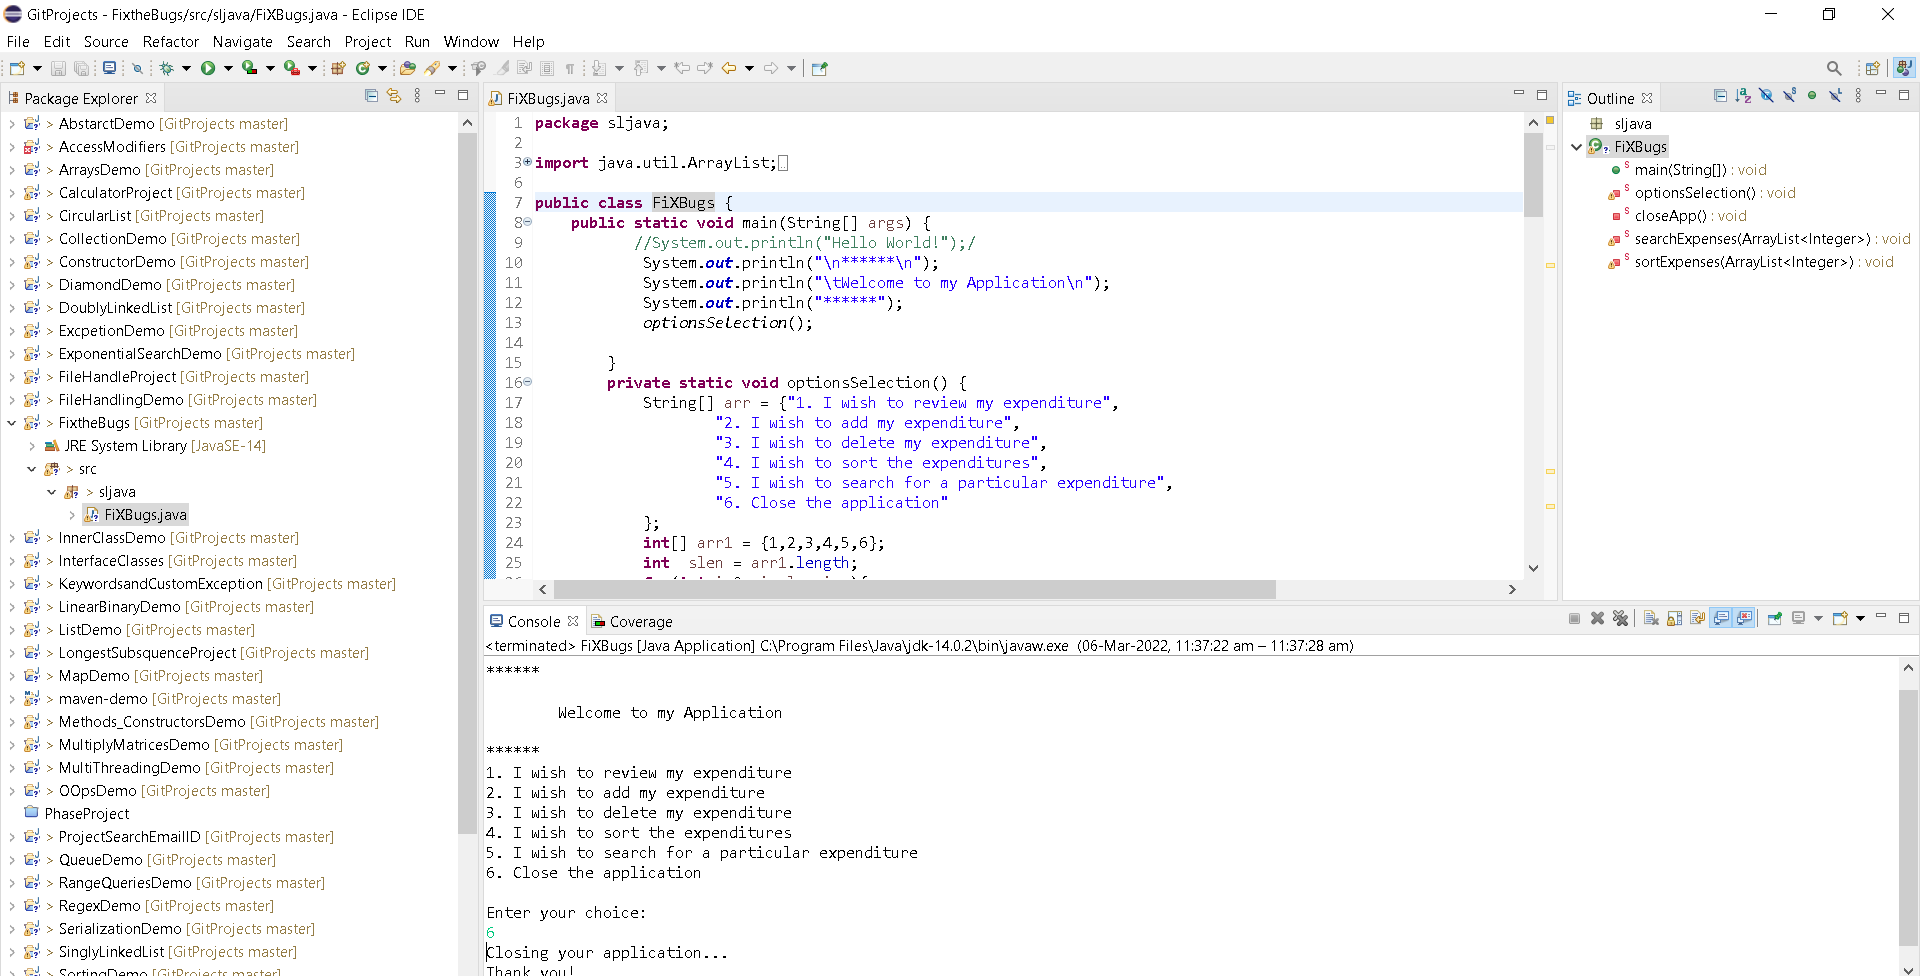 GitProjects - FixtheBugs/src/sljava/FiXBugs.java - Eclipse IDE
File Edit Source Refactor Navigate Search Project Run Window Help
Package Explorer
> AbstarctDemo [GitProjects master]
> AccessModifiers [GitProjects master]
> ArraysDemo [GitProjects master]
> CalculatorProject [GitProjects master]
> CircularList [GitProjects master]
> CollectionDemo [GitProjects master]
> ConstructorDemo [GitProjects master]
> DiamondDemo [GitProjects master]
> DoublyLinkedList [GitProjects master]
> ExcpetionDemo [GitProjects master]
> ExponentialSearchDemo [GitProjects master]
> FileHandleProject [GitProjects master]
> FileHandlingDemo [GitProjects master]
> FixtheBugs [GitProjects master]
JRE System Library [JavaSE-14]
> src
> sljava
FiXBugs.java
> InnerClassDemo [GitProjects master]
> InterfaceClasses [GitProjects master]
> KeywordsandCustomException [GitProjects master]
> LinearBinaryDemo [GitProjects master]
> ListDemo [GitProjects master]
> LongestSubsquenceProject [GitProjects master]
> MapDemo [GitProjects master]
> maven-demo [GitProjects master]
> Methods_ConstructorsDemo [GitProjects master]
> MultiplyMatricesDemo [GitProjects master]
> MultiThreadingDemo [GitProjects master]
> OOpsDemo [GitProjects master]
PhaseProject
> ProjectSearchEmailID [GitProjects master]
> QueueDemo [GitProjects master]
> RangeQueriesDemo [GitProjects master]
> RegexDemo [GitProjects master]
> SerializationDemo [GitProjects master]
> SinglyLinkedList [GitProjects master]
> SortingDemo [GitProjects master]
FiXBugs.java
1 package sljava;
2
3 import java.util.ArrayList;
6
7 public class FiXBugs {
8 public static void main(String[] args) {
9 //System.out.println("Hello World!");/
10 System.out.println("\n******\n");
11 System.out.println("\tWelcome to my Application\n");
12 System.out.println("******");
13 optionsSelection();
14
15 }
16 private static void optionsSelection() {
17 String[] arr = {"1. I wish to review my expenditure",
18 "2. I wish to add my expenditure",
19 "3. I wish to delete my expenditure",
20 "4. I wish to sort the expenditures",
21 "5. I wish to search for a particular expenditure",
22 "6. Close the application"
23 };
24 int[] arr1 = {1,2,3,4,5,6};
25 int slen = arr1.length;
Outline
sljava
FiXBugs
main(String[]) : void
optionsSelection() : void
closeApp() : void
searchExpenses(ArrayList<Integer>) : void
sortExpenses(ArrayList<Integer>) : void
Console Coverage
<terminated> FiXBugs [Java Application] C:\Program Files\Java\jdk-14.0.2\bin\javaw.exe (06-Mar-2022, 11:37:22 am – 11:37:28 am)
******
Welcome to my Application
******
1. I wish to review my expenditure
2. I wish to add my expenditure
3. I wish to delete my expenditure
4. I wish to sort the expenditures
5. I wish to search for a particular expenditure
6. Close the application
Enter your choice:
6
Closing your application...
Thank you!